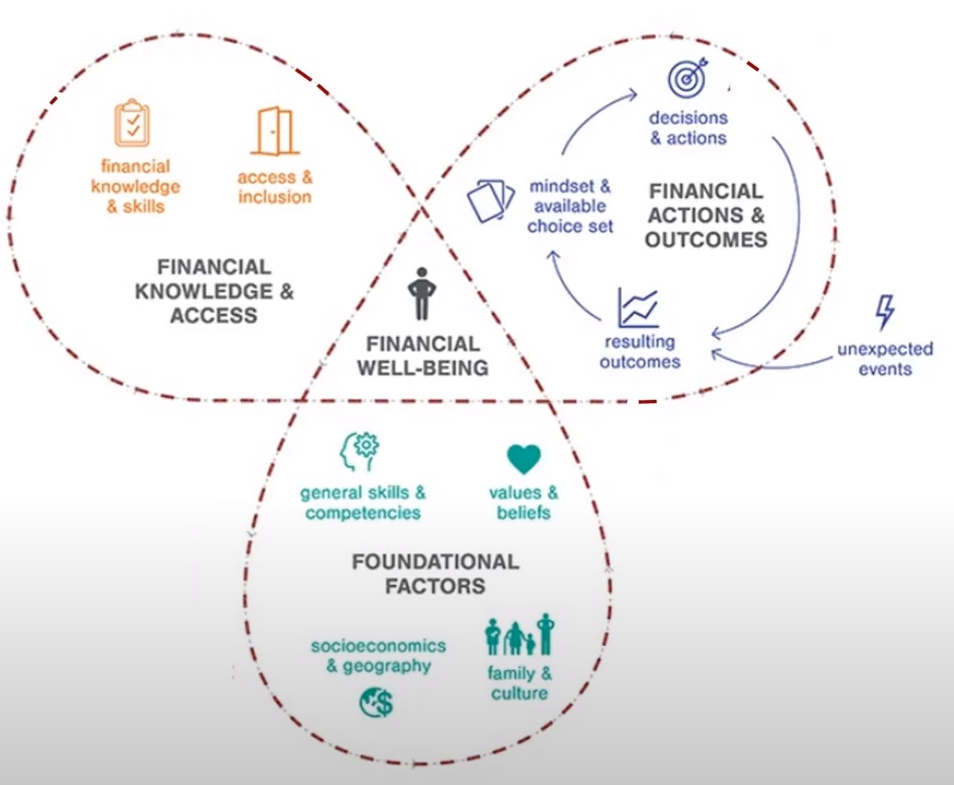 financial
knowledge
& skills
access &
inclusion
FINANCIAL
KNOWLEDGE &
ACCESS
decisions
& actions
mindset &
available
choice set
FINANCIAL
ACTIONS &
OUTCOMES
resulting
outcomes
unexpected
events
FINANCIAL
WELL-BEING
general skills &
competencies
values &
beliefs
FOUNDATIONAL
FACTORS
socioeconomics
& geography
family &
culture
$